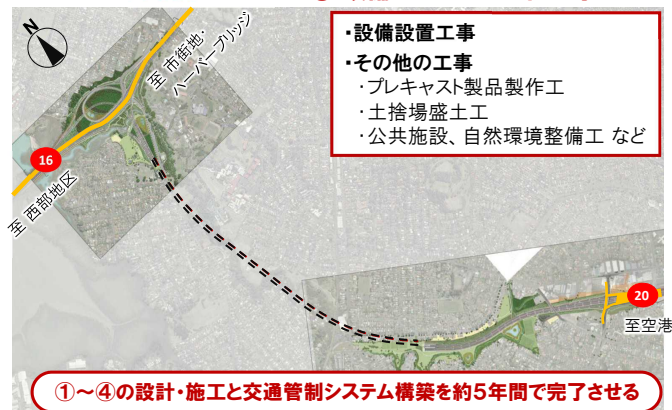 ・設備設置工事
・その他の工事
・プレキャスト製品製作工
・土捨場盛土工
・公共施設、自然環境整備工 など
N
至 市街地・
ハーバーブリッジ
16
至 西部地区
20
至空港
①～④の設計・施工と交通管制システム構築を約5年間で完了させる